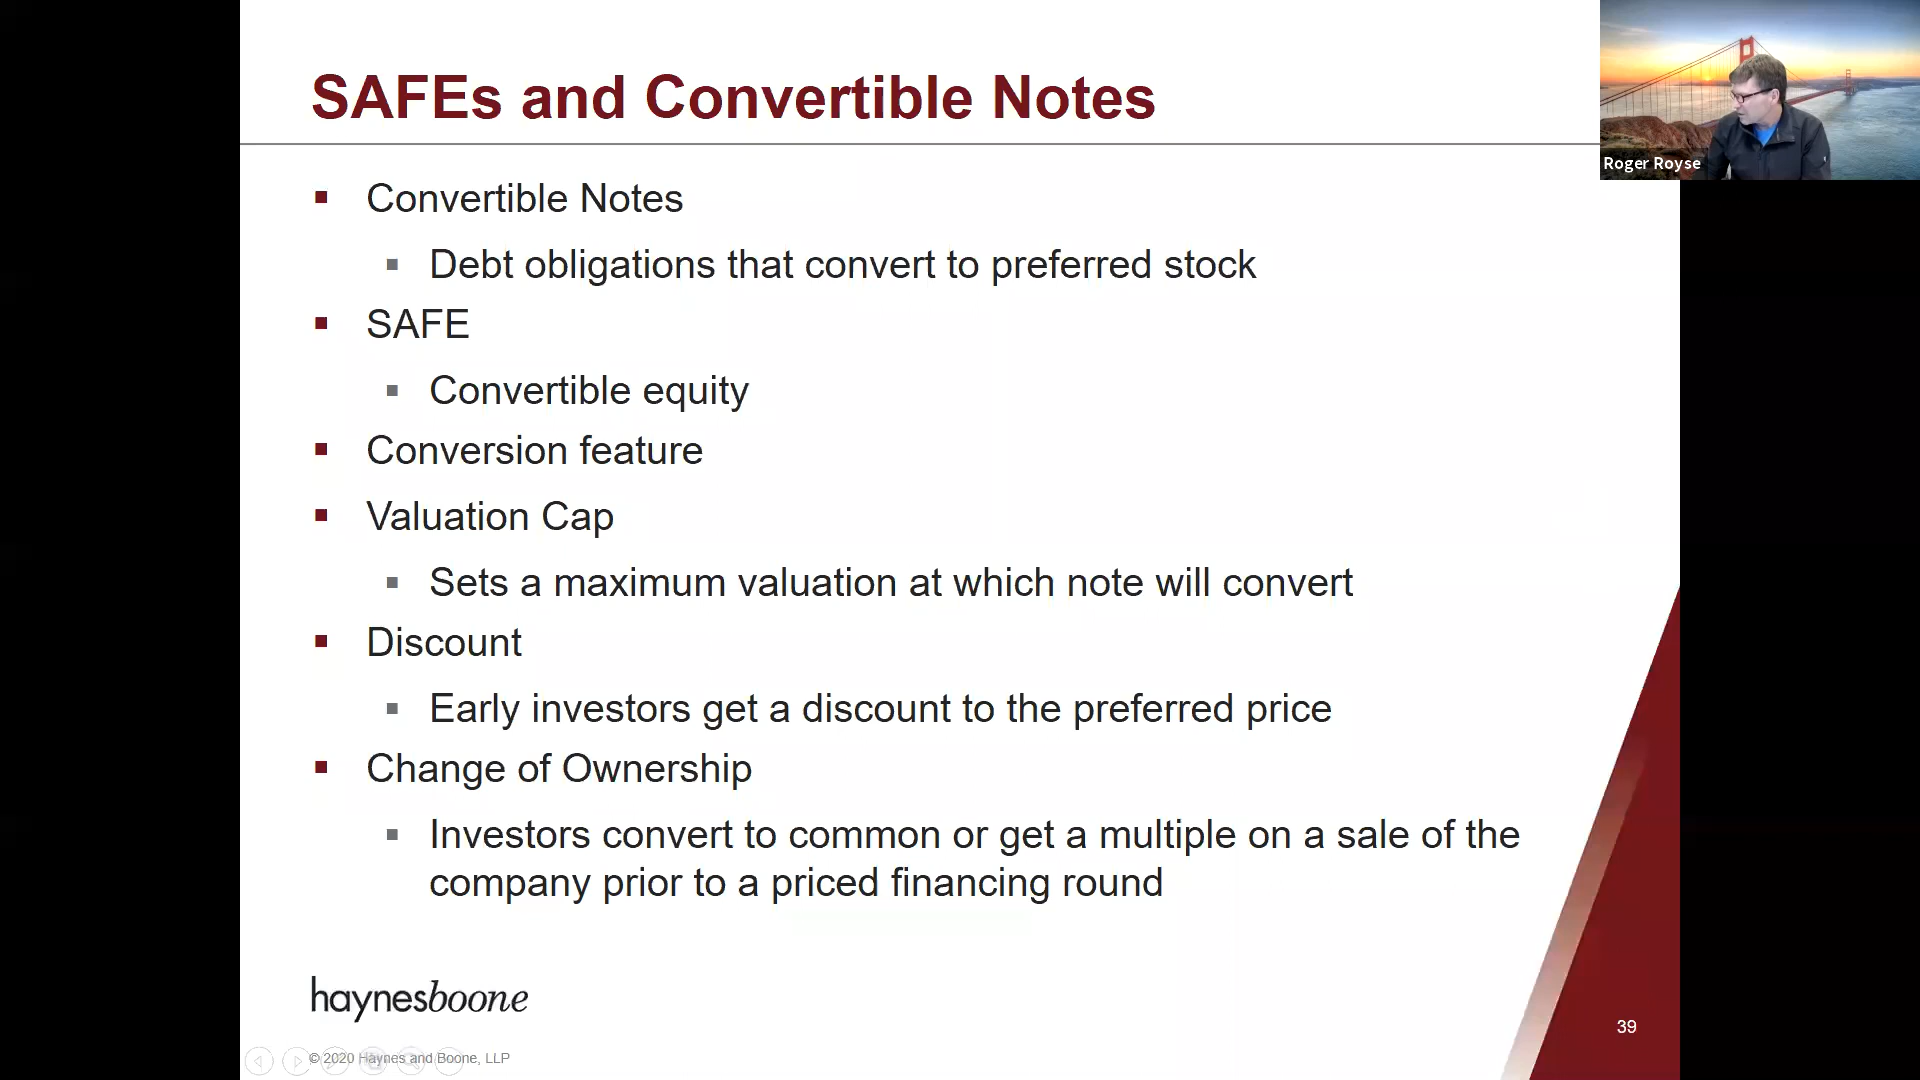 SAFEs and Convertible Notes
Roger Royse
Convertible Notes
Debt obligations that convert to preferred stock
SAFE
Convertible equity
Conversion feature
Valuation Cap
Sets a maximum valuation at which note will convert
Discount
Early investors get a discount to the preferred price
Change of Ownership
Investors convert to common or get a multiple on a sale of the
company prior to a priced financing round
haynesboone
39
© 2020 Haynes and Boone, LLP